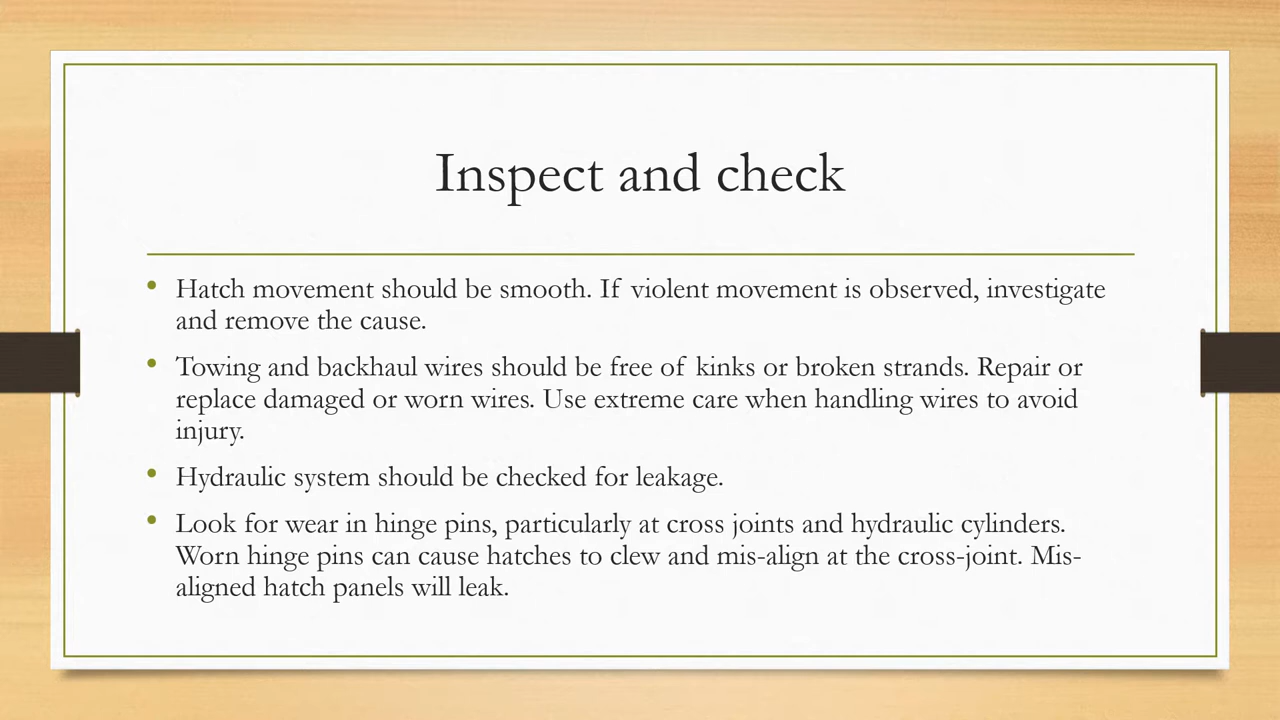 Inspect and check
• Hatch movement should be smooth. If violent movement is observed, investigate
and remove the cause.
• Towing and backhaul wires should be free of kinks or broken strands. Repair or
replace damaged or worn wires. Use extreme care when handling wires to avoid
injury.
• Hydraulic system should be checked for leakage.
• Look for wear in hinge pins, particularly at cross joints and hydraulic cylinders.
Worn hinge pins can cause hatches to clew and mis-align at the cross-joint. Mis-
aligned hatch panels will leak.